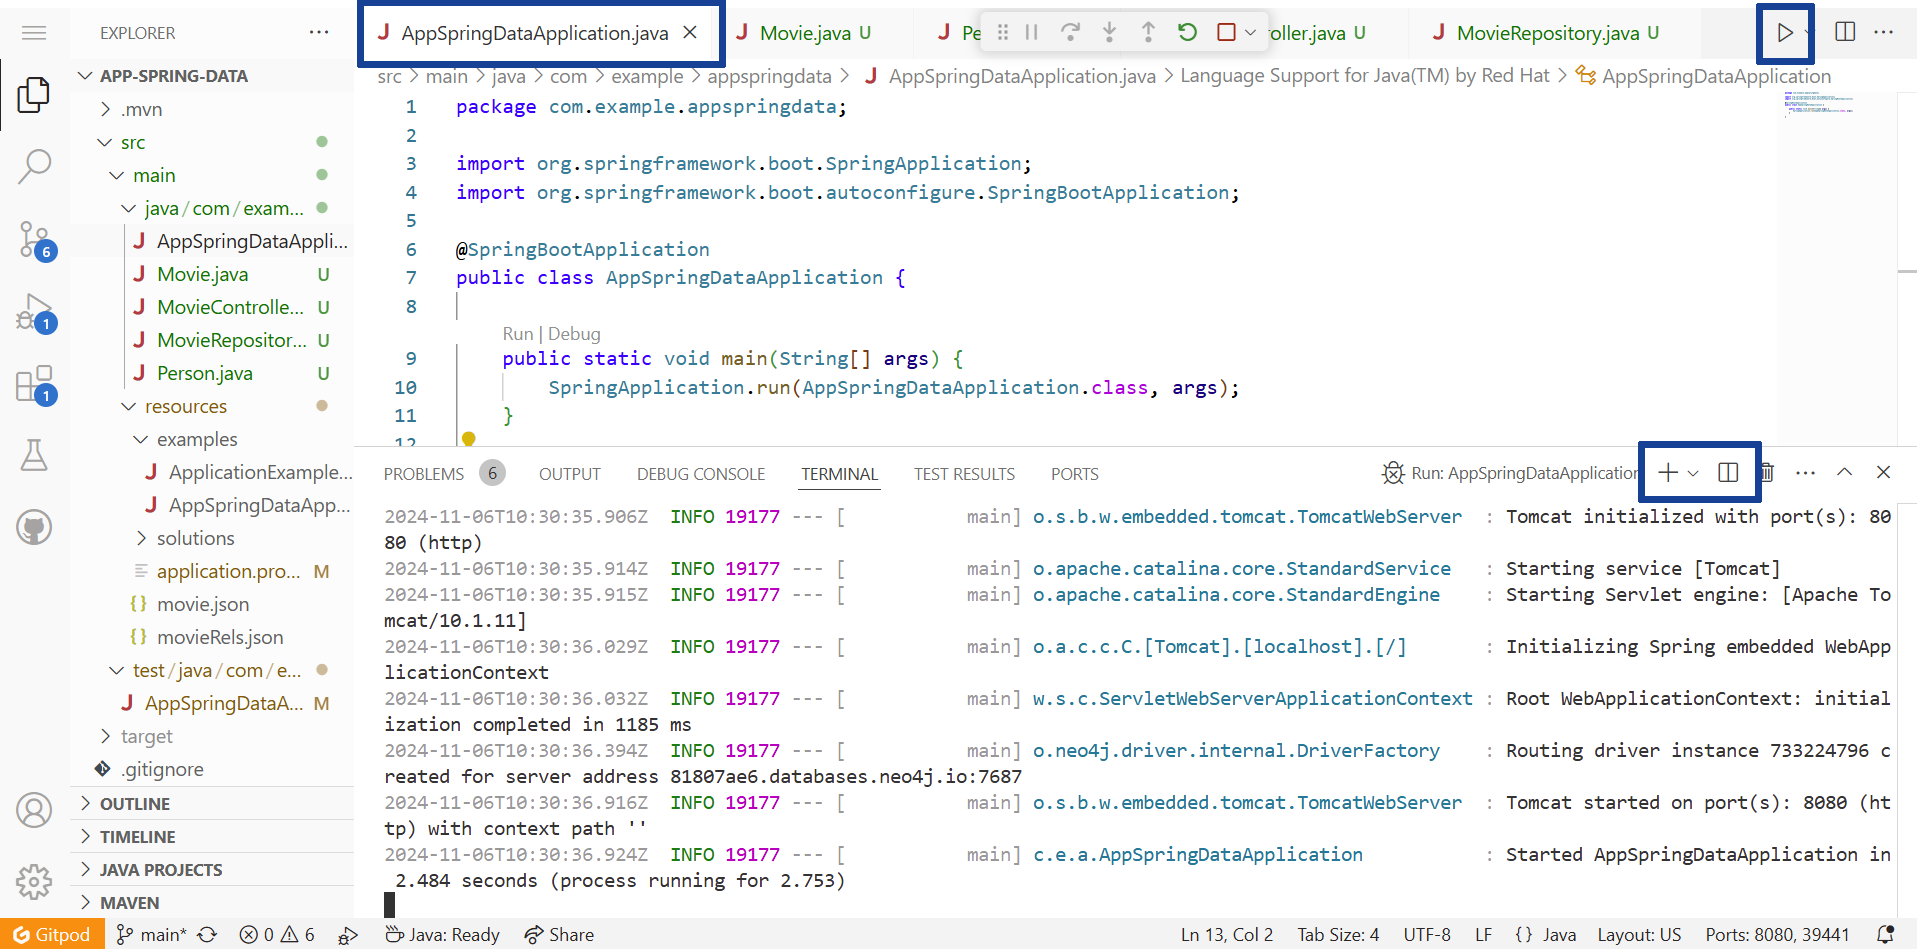 EXPLORER
AppSpringDataApplication.java
Movie.java U
Pe
ller.java U
MovieRepository.java U
APP-SPRING-DATA
src > main > java > com > example > appspringdata > AppSpringDataApplication.java > Language Support for Java(TM) by Red Hat > AppSpringDataApplication
.mvn
src
main
java/com/exam...
AppSpringDataAppli...
Movie.java U
MovieControlle... U
MovieRepositor... U
Person.java U
resources
examples
ApplicationExample...
AppSpringDataApp...
solutions
application.pro... M
{} movie.json
{} movieRels.json
test/java/com/e...
AppSpringDataA... M
target
.gitignore
OUTLINE
TIMELINE
JAVA PROJECTS
MAVEN
6
1
1
1 package com.example.appspringdata;
2
3 import org.springframework.boot.SpringApplication;
4 import org.springframework.boot.autoconfigure.SpringBootApplication;
5
6 @SpringBootApplication
7 public class AppSpringDataApplication {
8
Run | Debug
9 public static void main(String[] args) {
10 SpringApplication.run(AppSpringDataApplication.class, args);
11 }
12
PROBLEMS 6 OUTPUT DEBUG CONSOLE TERMINAL TEST RESULTS PORTS
Run: AppSpringDataApplication
2024-11-06T10:30:35.906Z INFO 19177 --- [ main] o.s.b.w.embedded.tomcat.TomcatWebServer : Tomcat initialized with port(s): 80
80 (http)
2024-11-06T10:30:35.914Z INFO 19177 --- [ main] o.apache.catalina.core.StandardService : Starting service [Tomcat]
2024-11-06T10:30:35.915Z INFO 19177 --- [ main] o.apache.catalina.core.StandardEngine : Starting Servlet engine: [Apache To
mcat/10.1.11]
2024-11-06T10:30:36.029Z INFO 19177 --- [ main] o.a.c.c.C.[Tomcat].[localhost].[/] : Initializing Spring embedded WebApp
licationContext
2024-11-06T10:30:36.032Z INFO 19177 --- [ main] w.s.c.ServletWebServerApplicationContext : Root WebApplicationContext: initial
ization completed in 1185 ms
2024-11-06T10:30:36.394Z INFO 19177 --- [ main] o.neo4j.driver.internal.DriverFactory : Routing driver instance 733224796 c
reated for server address 81807ae6.databases.neo4j.io:7687
2024-11-06T10:30:36.916Z INFO 19177 --- [ main] o.s.b.w.embedded.tomcat.TomcatWebServer : Tomcat started on port(s): 8080 (ht
tp) with context path ''
2024-11-06T10:30:36.924Z INFO 19177 --- [ main] c.e.a.AppSpringDataApplication : Started AppSpringDataApplication in
2.484 seconds (process running for 2.753)
Gitpod main* 0 6 Java: Ready Share Ln 13, Col 2 Tab Size: 4 UTF-8 LF {} Java Layout: US Ports: 8080, 39441